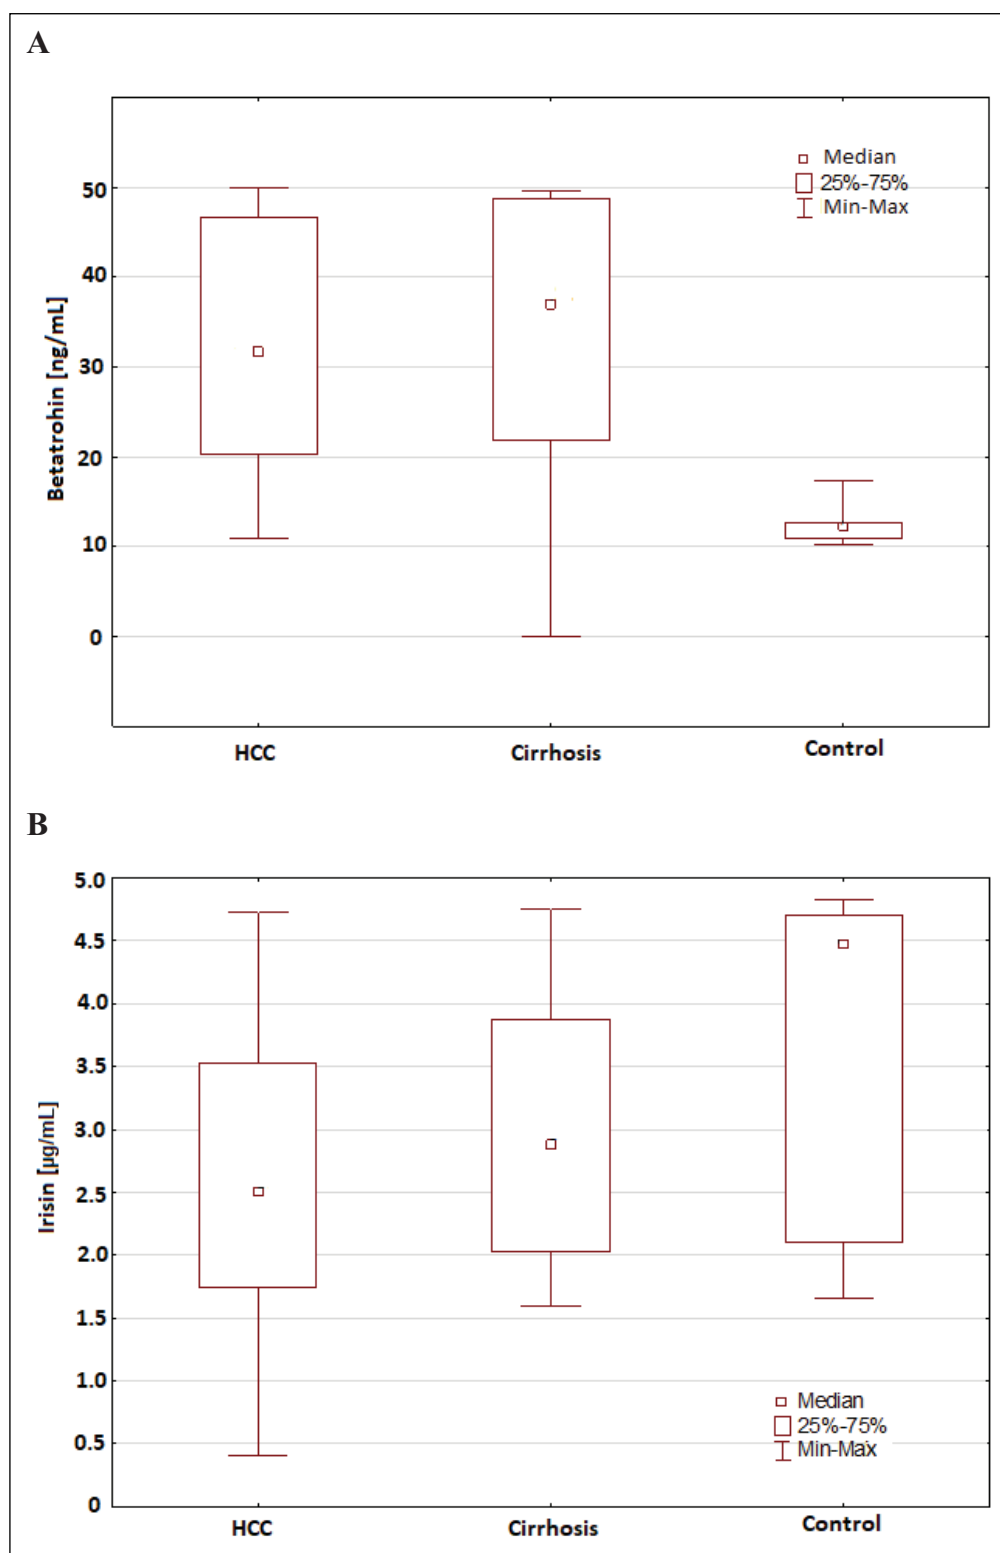 A
Median
25%-75%
Min-Max
50
40
30
20
10
0
Betatrohin [ng/mL]
HCC
Cirrhosis
Control
B
5.0
4.5
4.0
3.5
3.0
2.5
2.0
1.5
1.0
0.5
0
Irisin [µg/mL]
Median
25%-75%
Min-Max
HCC
Cirrhosis
Control